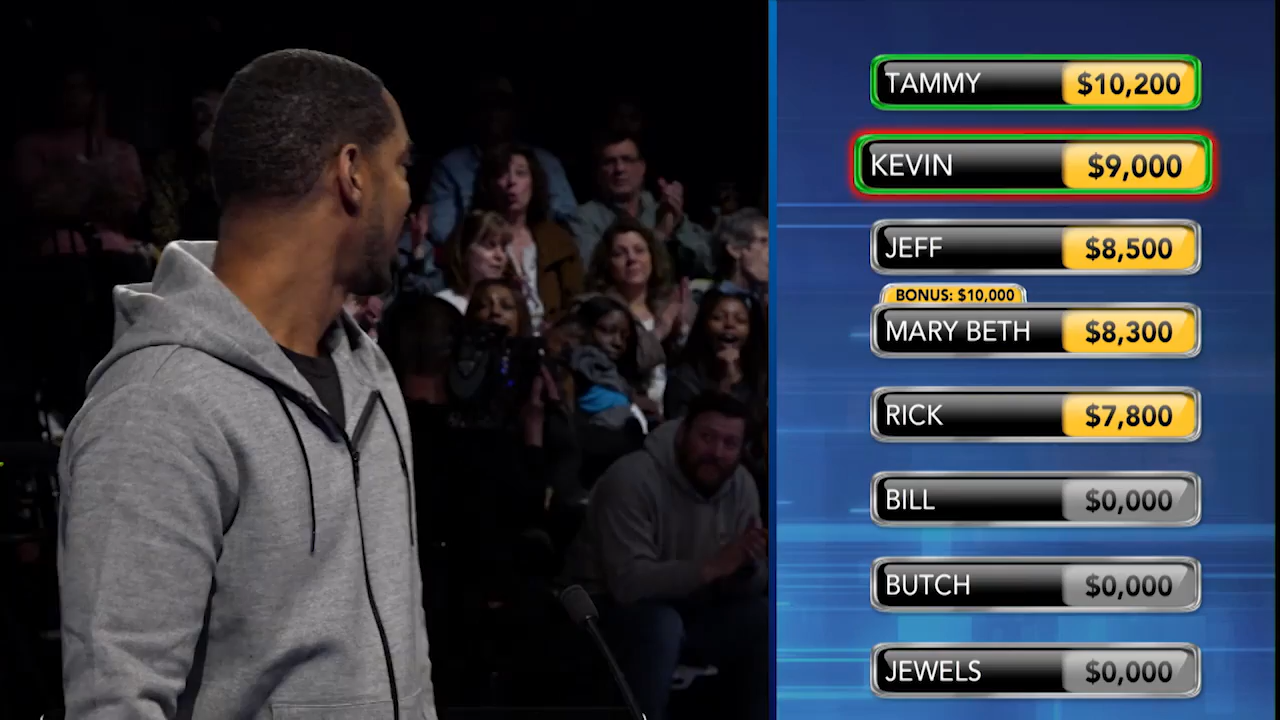 TAMMY $10,200
KEVIN $9,000
JEFF $8,500
BONUS: $10,000
MARY BETH $8,300
RICK $7,800
BILL $0,000
BUTCH $0,000
JEWELS $0,000